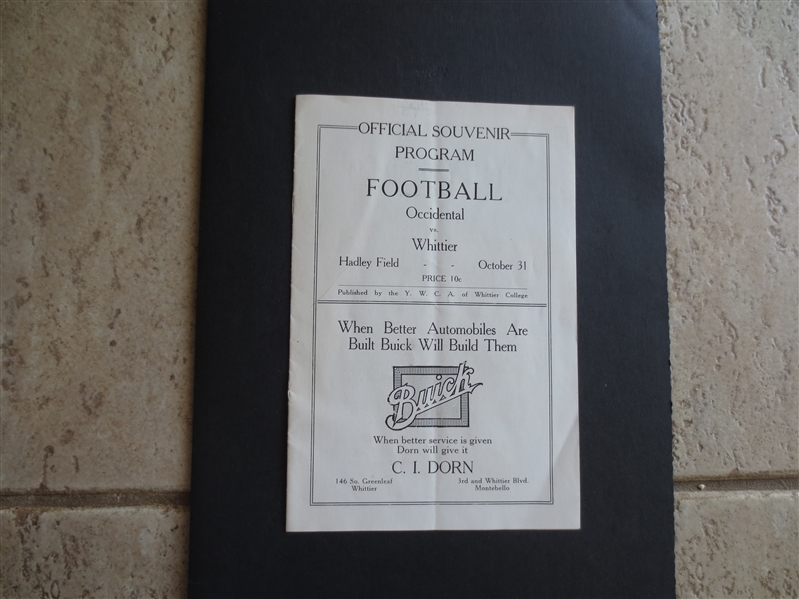 OFFICIAL SOUVENIR
PROGRAM
FOOTBALL
Occidental
vs.
Whittier
Hadley Field - - October 31
PRICE 10c
Published by the Y. W. C. A. of Whittier College
When Better Automobiles Are
Built Buick Will Build Them
Buick
When better service is given
Dorn will give it
C. I. DORN
146 So. Greenleaf 3rd and Whittier Blvd.
Whittier Montebello